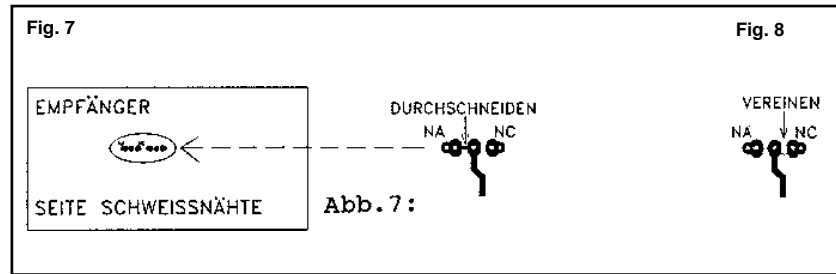 Fig. 7
Fig. 8
EMPFÄNGER
DURCHSCHNEIDEN
NA
NC
VEREINEN
NA
NC
SEITE SCHWEISSNÄHTE
Abb.7: